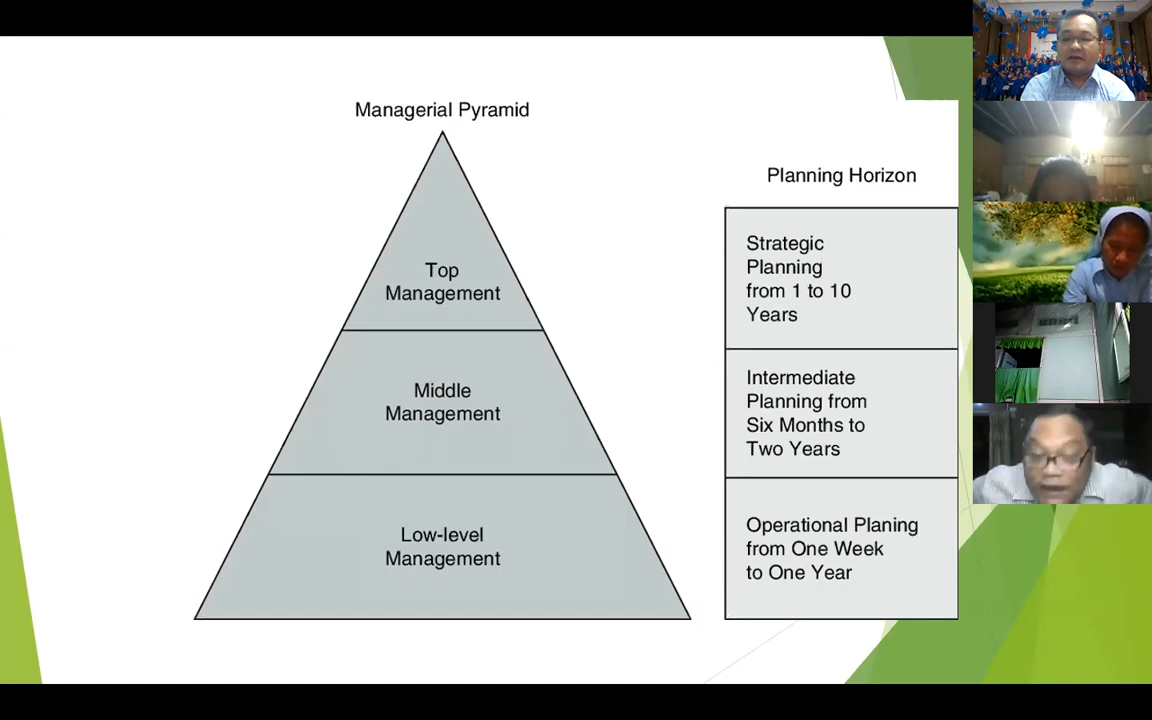 Managerial Pyramid
Top
Management
Middle
Management
Low-level
Management
Planning Horizon
Strategic
Planning
from 1 to 10
Years
Intermediate
Planning from
Six Months to
Two Years
Operational Planing
from One Week
to One Year